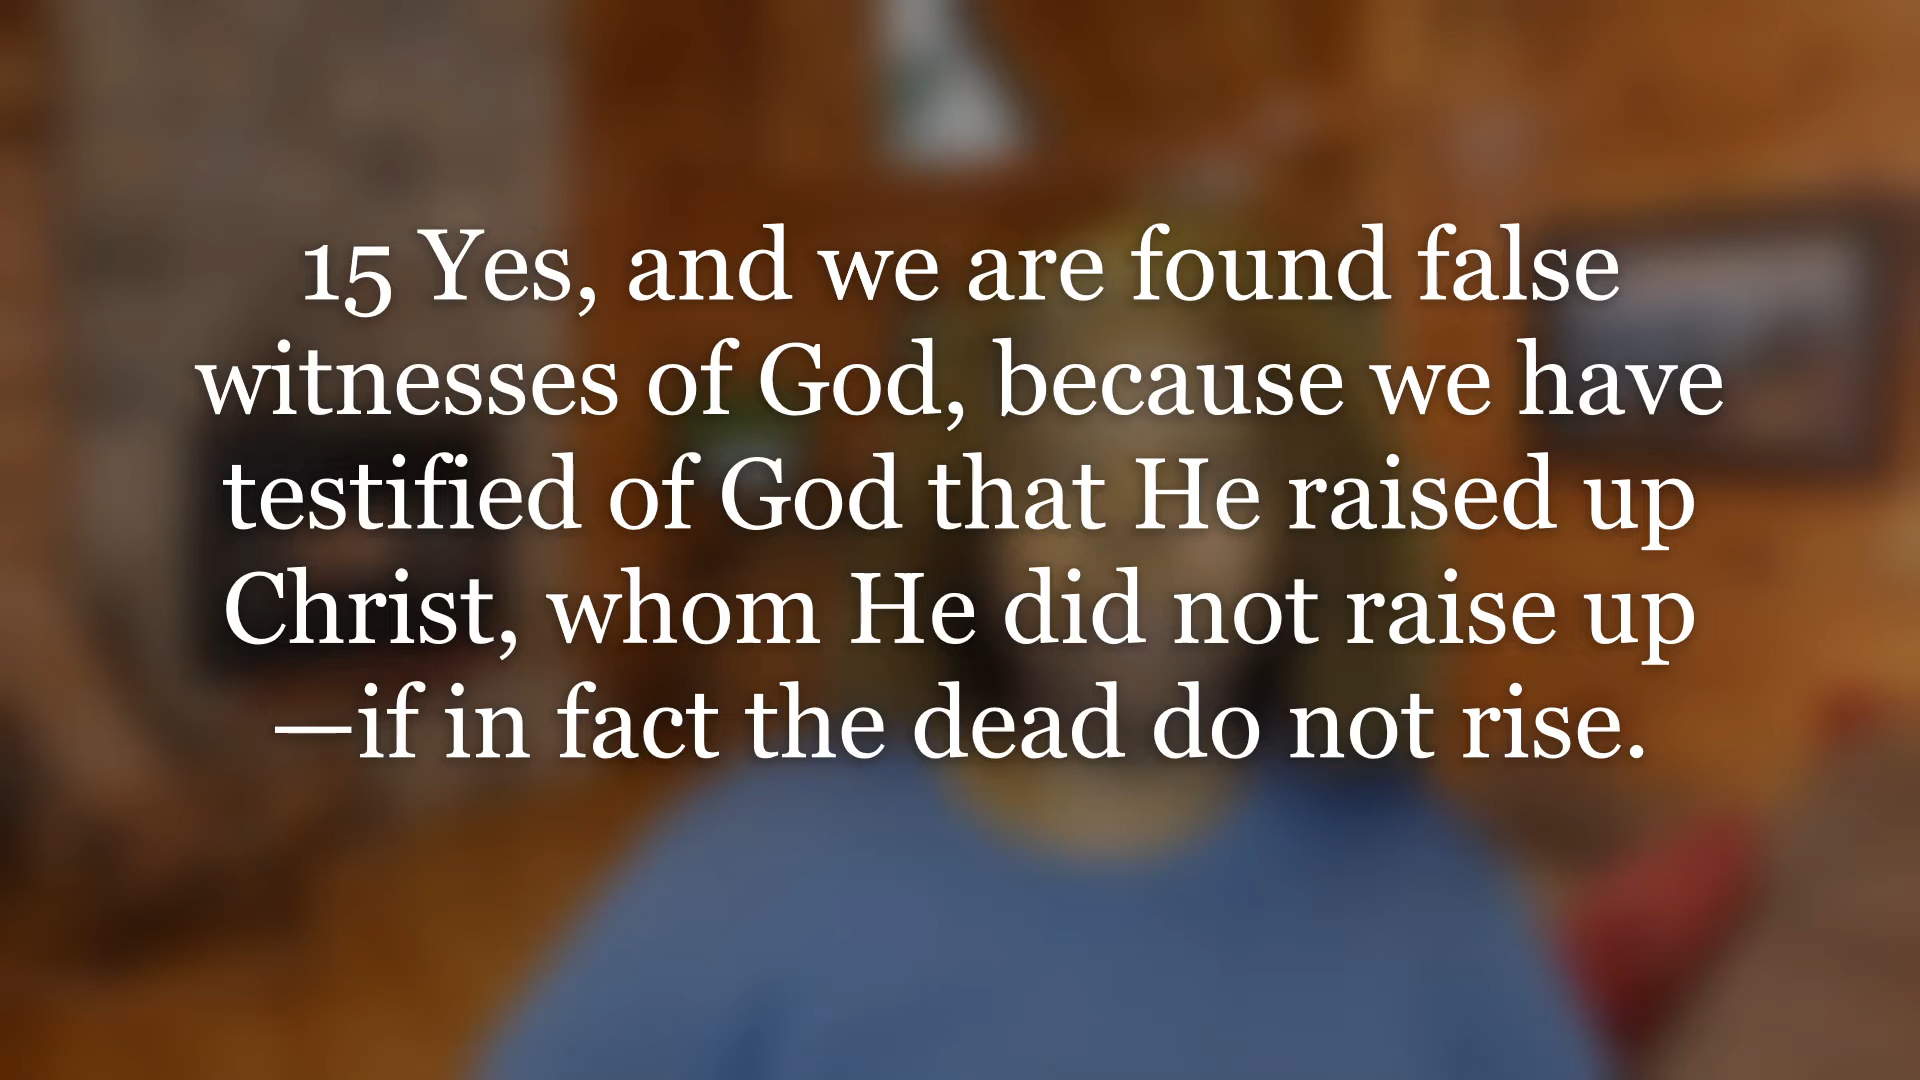 15 Yes, and we are found false
witnesses of God, because we have
testified of God that He raised up
Christ, whom He did not raise up
—if in fact the dead do not rise.